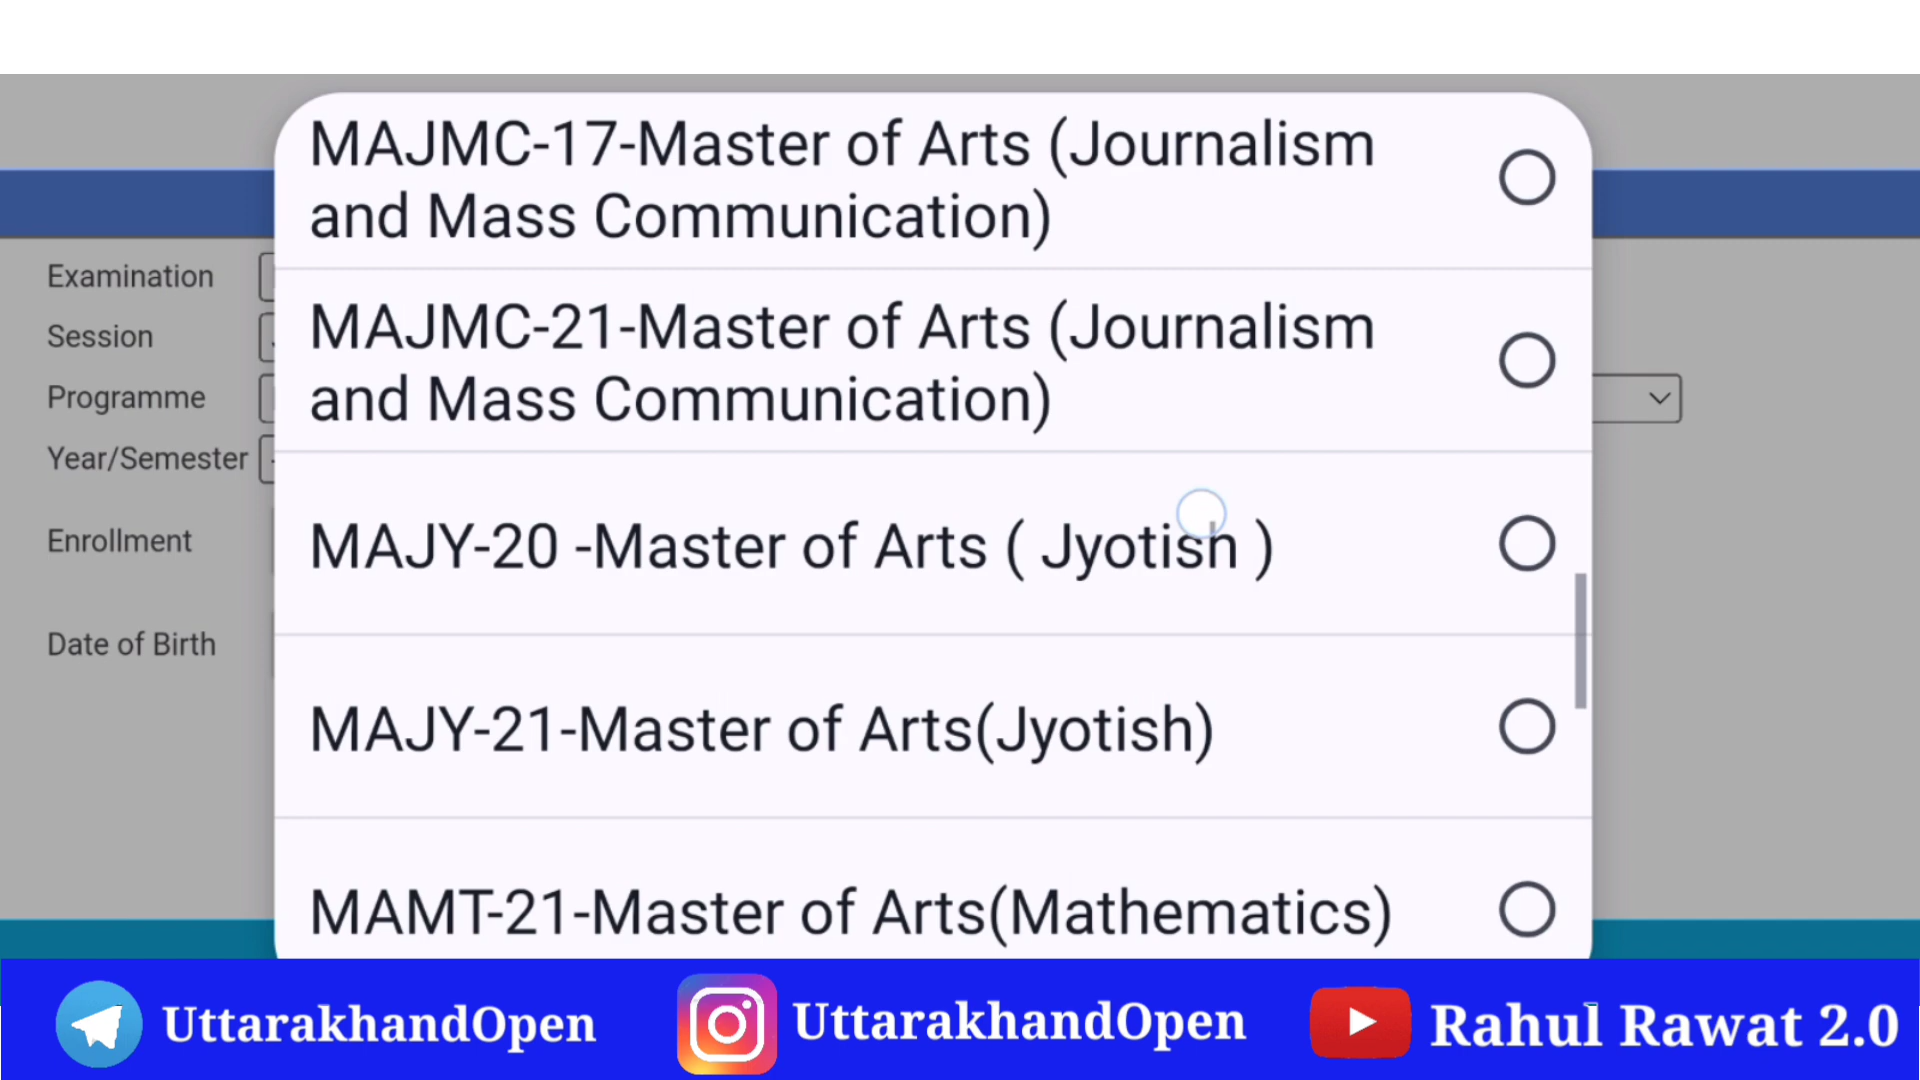 MAJMC-17-Master of Arts (Journalism
and Mass Communication)
MAJMC-21-Master of Arts (Journalism
and Mass Communication)
MAJY-20 -Master of Arts ( Jyotish )
MAJY-21-Master of Arts(Jyotish)
MAMT-21-Master of Arts(Mathematics)
Examination
Session
Programme
Year/Semester
Enrollment
Date of Birth
UttarakhandOpen
UttarakhandOpen
Rahul Rawat 2.0